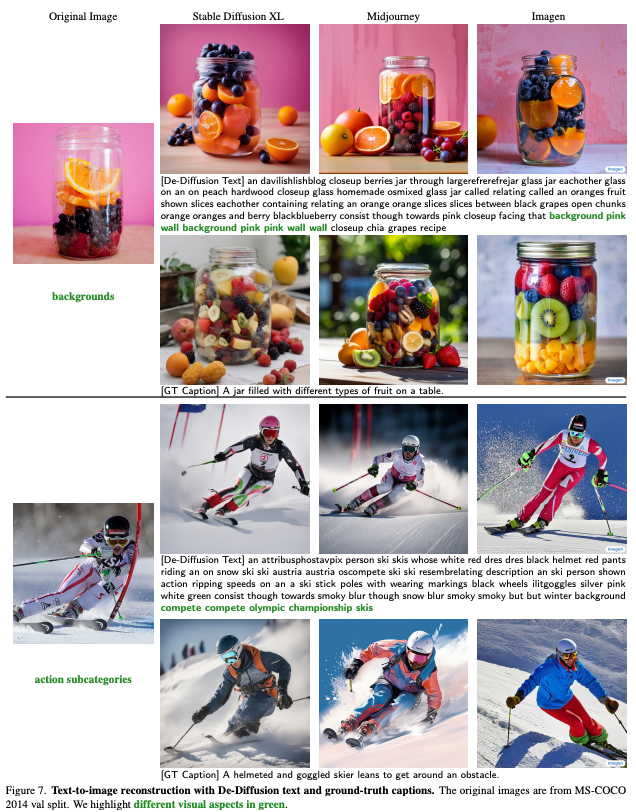 Original Image
Stable Diffusion XL
Midjourney
Imagen
Imagen
[De-Diffusion Text] an davilishlishblog closeup berries jar through largerefrerefrejar glass jar eachother glass
on an on peach hardwood closeup glass homemade osmixed glass jar called relating called an oranges fruit
shown slices eachother containing relating an orange orange slices slices between black grapes open chunks
orange oranges and berry blackblueberry consist though towards pink closeup facing that background pink
wall background pink pink wall wall closeup chia grapes recipe
backgrounds
Imagen
[GT Caption] A jar filled with different types of fruit on a table.
Imagen
[De-Diffusion Text] an attribusphostavpix person ski skis whose white red dres dres black helmet red pants
riding an on snow ski ski austria austria oscompete ski ski resembrelating description an ski person shown
action ripping speeds on an a ski stick poles with wearing markings black wheels ilitgoggles silver pink
white green consist though towards smoky blur though snow blur smoky smoky but but winter background
compete compete olympic championship skis
action subcategories
Imagen
[GT Caption] A helmeted and goggled skier leans to get around an obstacle.
Figure 7. Text-to-image reconstruction with De-Diffusion text and ground-truth captions. The original images are from MS-COCO
2014 val split. We highlight different visual aspects in green.